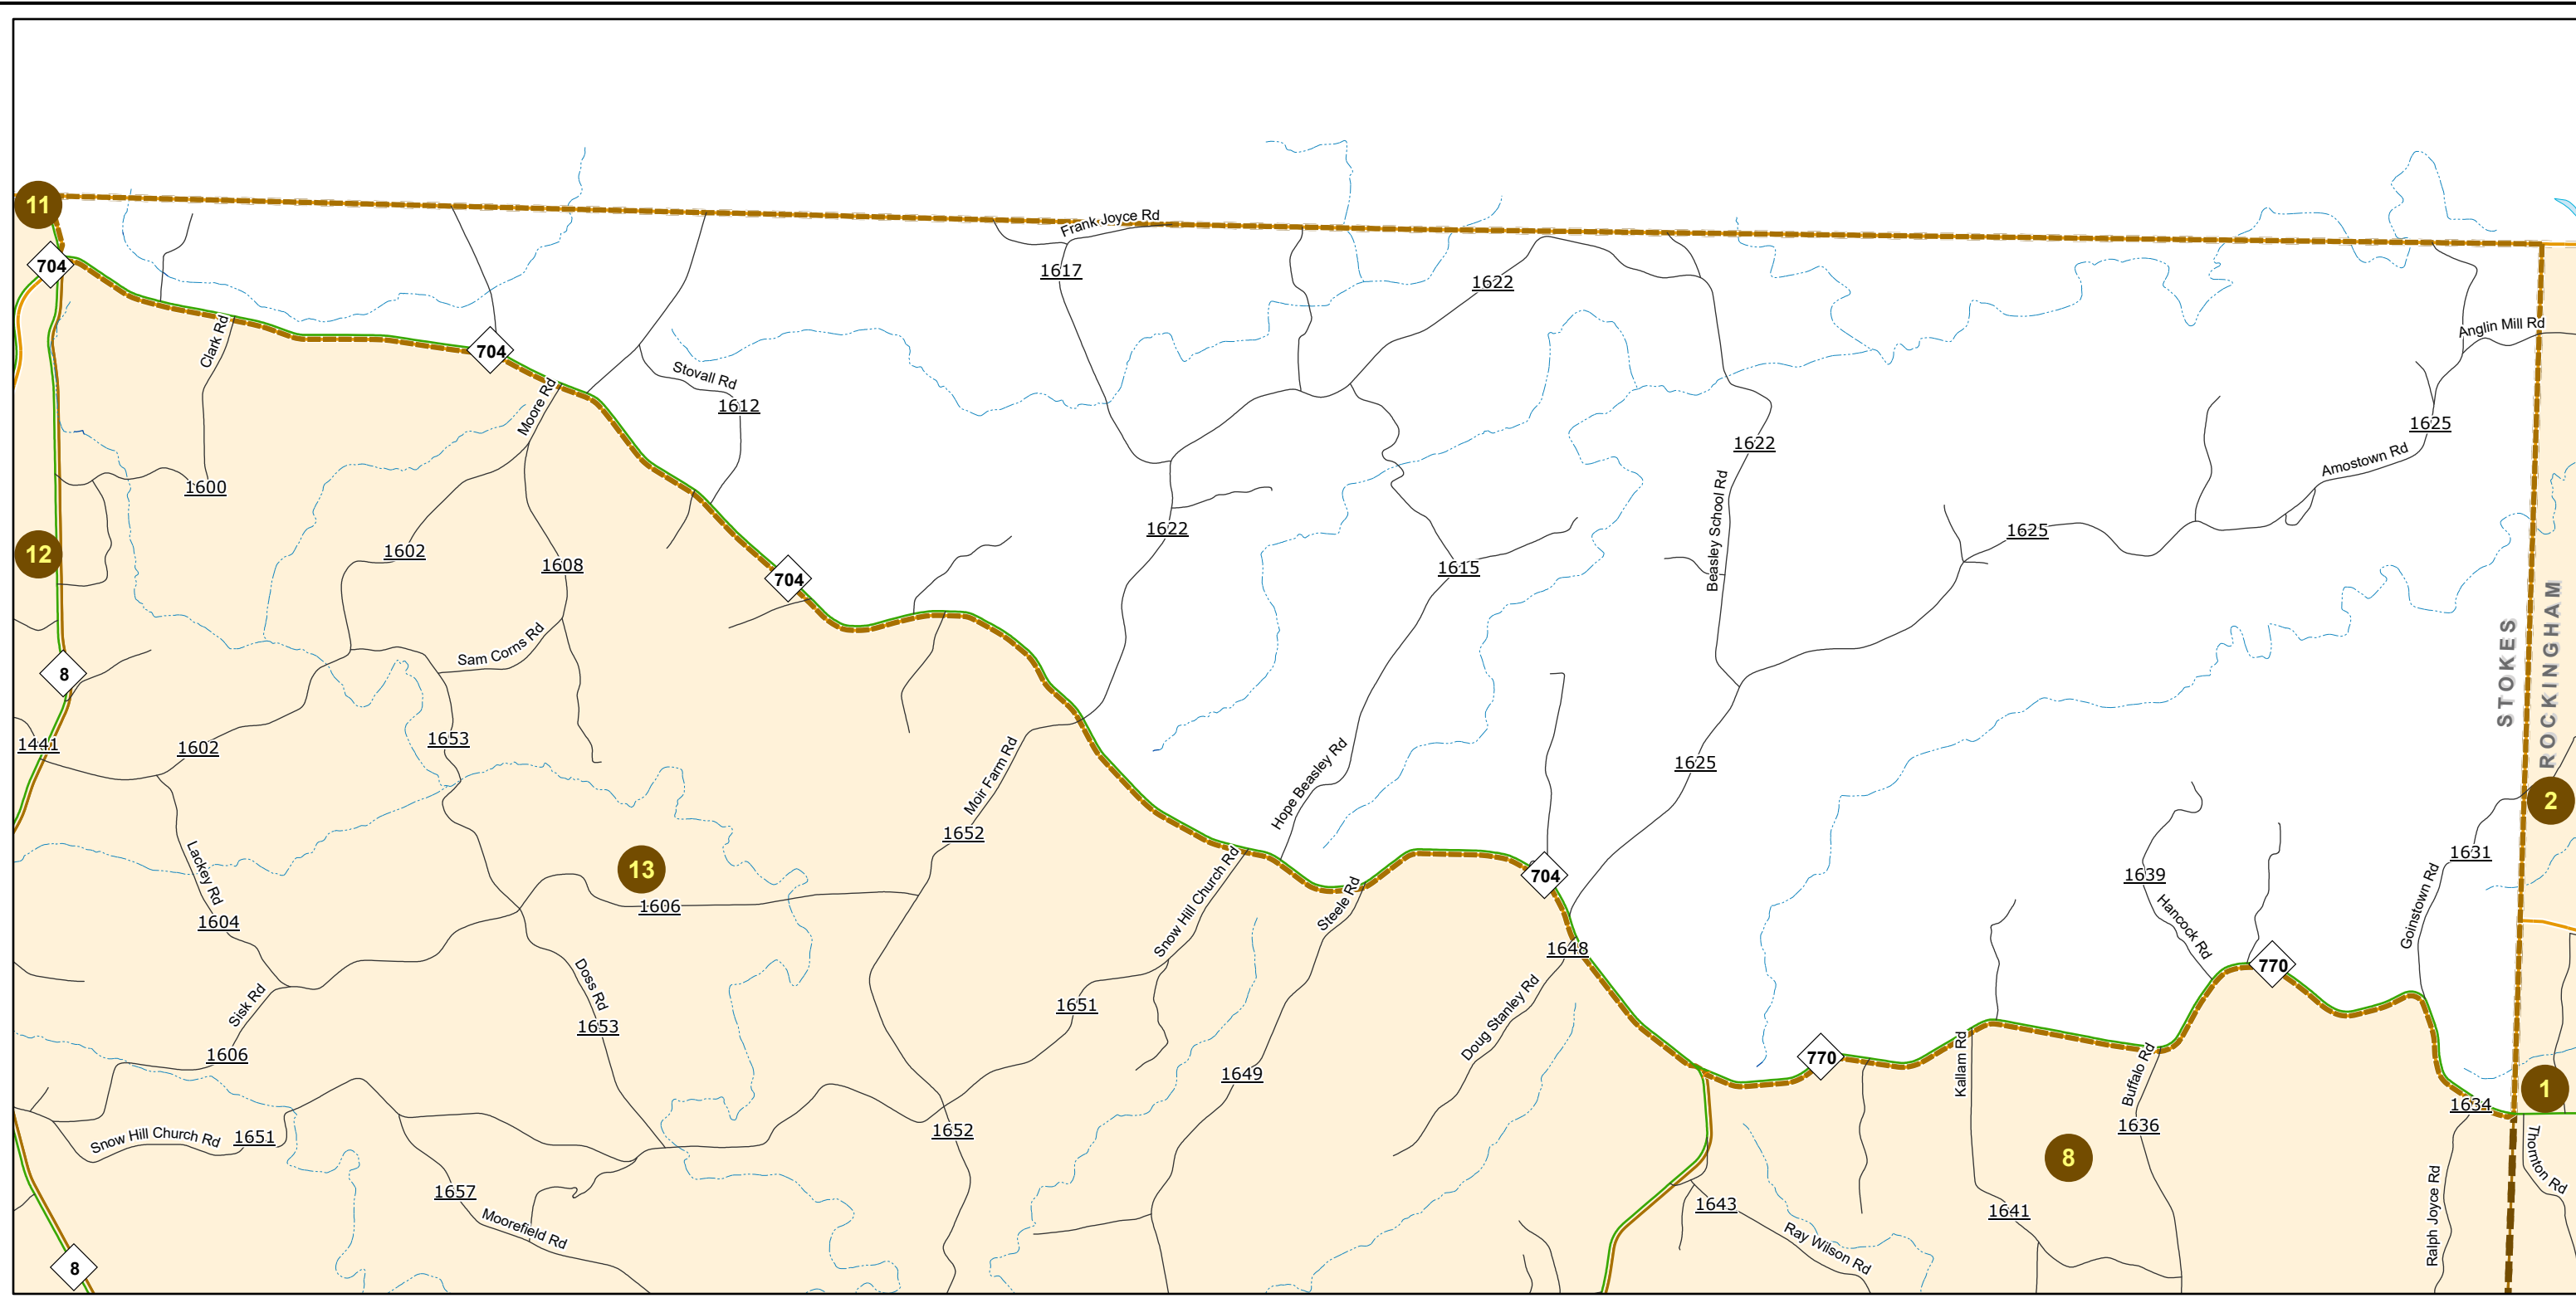 11
704
Frank Joyce Rd
1617
1622
Clark Rd
704
Moore Rd
Stovall Rd
1612
Anglin Mill Rd
1625
1622
Amostown Rd
1600
Beasley School Rd
1622
1625
12
1602
1608
704
1615
Sam Corns Rd
8
STOKES
ROCKINGHAM
1441
1602
1653
Moir Farm Rd
Hope Beasley Rd
1625
2
1652
Lackey Rd
13
1606
1604
Snow Hill Church Rd
Steele Rd
704
1639
Hancock Rd
Goinstown Rd
1631
1648
770
Sisk Rd
Doss Rd
1653
1651
Doug Stanley Rd
1606
1649
770
Kallam Rd
Buffalo Rd
1
1634
Snow Hill Church Rd
1651
1652
1636
8
Thornton Rd
1657
Moorefield Rd
1643
Ray Wilson Rd
1641
Ralph Joyce Rd
8